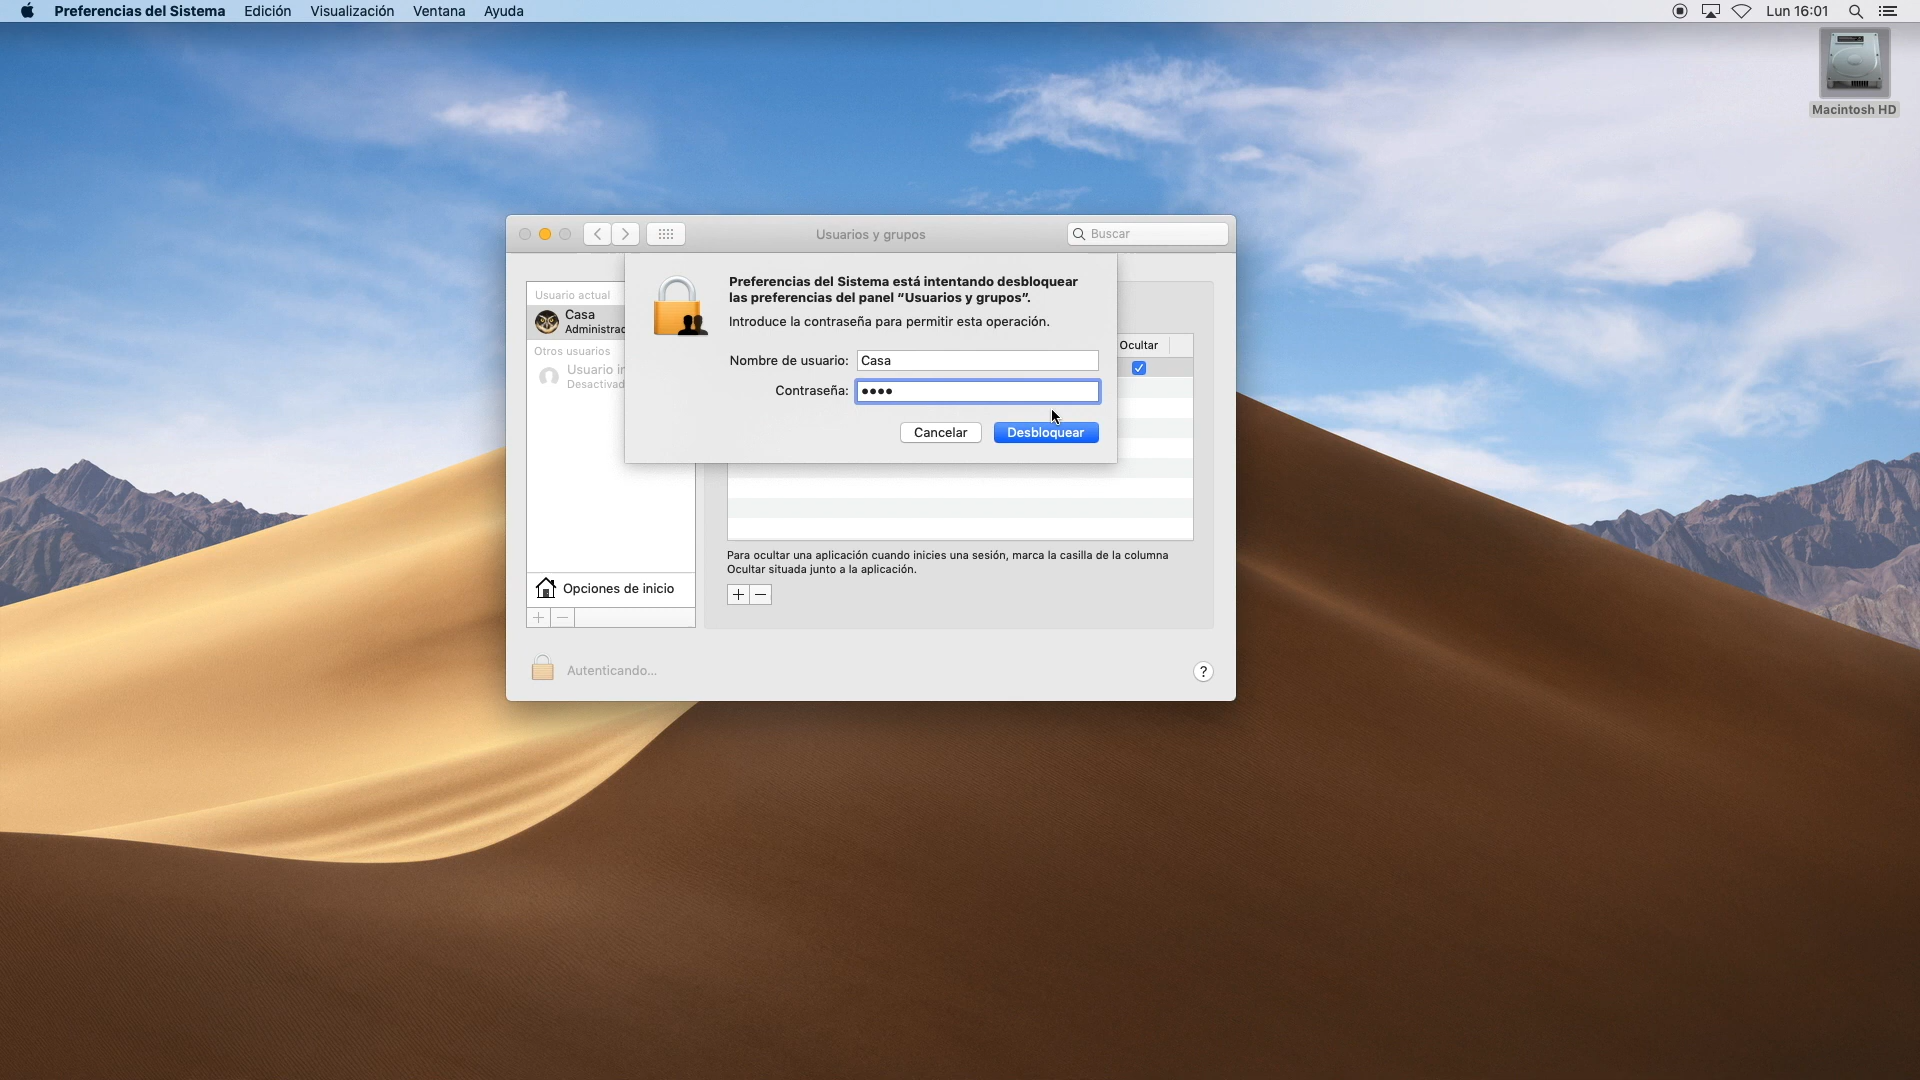 Preferencias del Sistema Edición Visualización Ventana Ayuda Lun 16:01
Macintosh HD
Usuarios y grupos
Buscar
Preferencias del Sistema está intentando desbloquear
las preferencias del panel “Usuarios y grupos”.
Introduce la contraseña para permitir esta operación.
Nombre de usuario: Casa
Contraseña: ••••
Cancelar Desbloquear
Usuario actual
Casa
Administrac
Otros usuarios
Usuario in
Desactivad
Opciones de inicio
Ocultar
Para ocultar una aplicación cuando inicies una sesión, marca la casilla de la columna
Ocultar situada junto a la aplicación.
+ −
+ −
Autenticando...
?